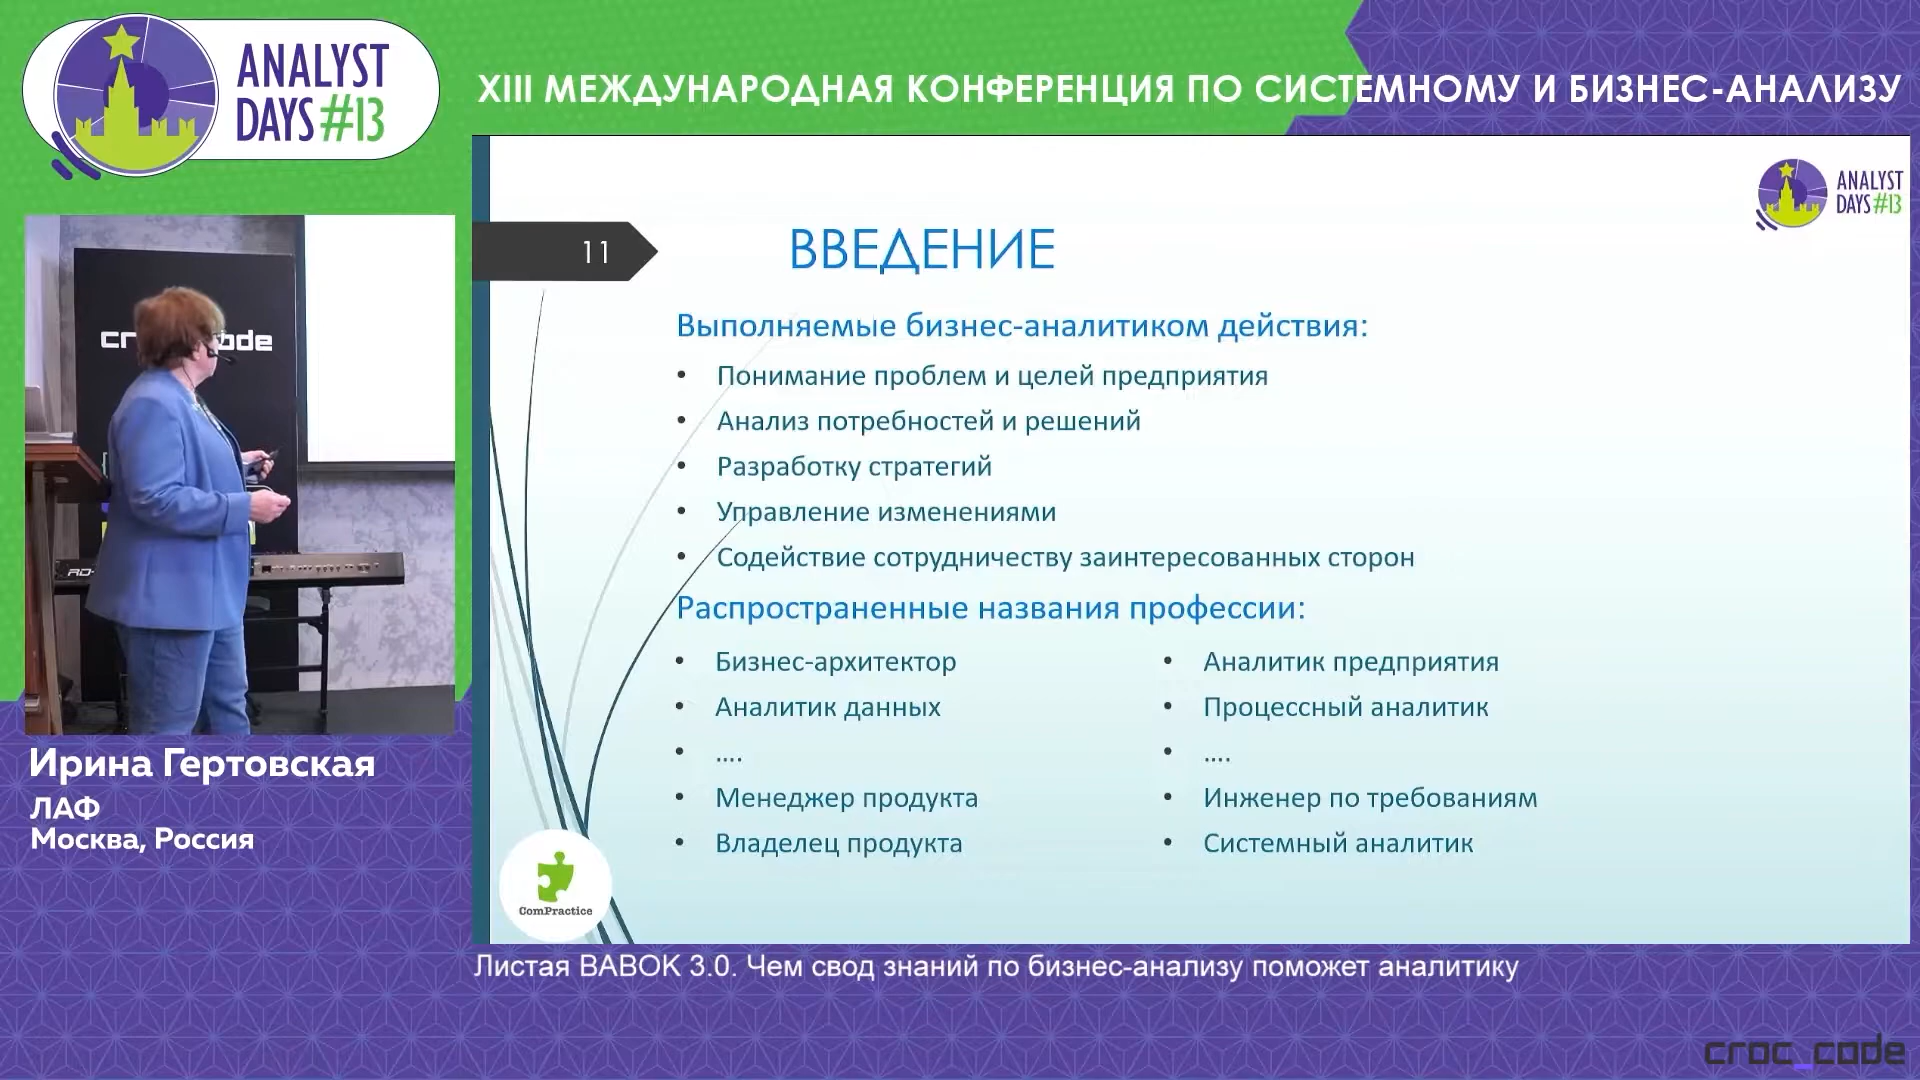 ANALYST
DAYS #13
XIII МЕЖДУНАРОДНАЯ КОНФЕРЕНЦИЯ ПО СИСТЕМНОМУ И БИЗНЕС-АНАЛИЗУ
ANALYST
DAYS #13
11
ВВЕДЕНИЕ
Выполняемые бизнес-аналитиком действия:
• Понимание проблем и целей предприятия
• Анализ потребностей и решений
• Разработку стратегий
• Управление изменениями
• Содействие сотрудничеству заинтересованных сторон
Распространенные названия профессии:
• Бизнес-архитектор
• Аналитик данных
• ....
• Менеджер продукта
• Владелец продукта
• Аналитик предприятия
• Процессный аналитик
• ....
• Инженер по требованиям
• Системный аналитик
ComPractice
Ирина Гертовская
ЛАФ
Москва, Россия
Листая BABOK 3.0. Чем свод знаний по бизнес-анализу поможет аналитику
croc_code